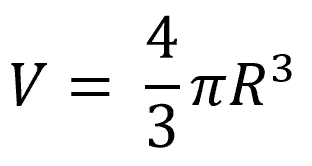 V = 4/3 πR³